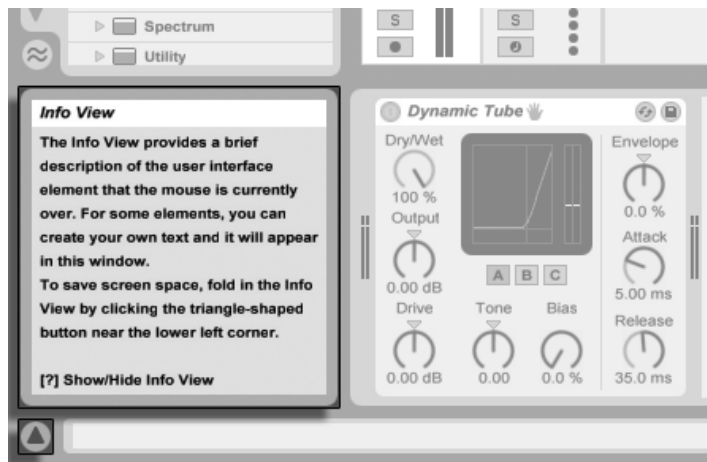 Spectrum
Utility
S
S
Info View
The Info View provides a brief
description of the user interface
element that the mouse is currently
over. For some elements, you can
create your own text and it will appear
in this window.
To save screen space, fold in the Info
View by clicking the triangle-shaped
button near the lower left corner.
[?] Show/Hide Info View
Dynamic Tube
Dry/Wet
100 %
Output
0.00 dB
A B C
Drive
0.00 dB
Tone
0.00
Bias
0.0 %
Envelope
0.0 %
Attack
5.00 ms
Release
35.0 ms